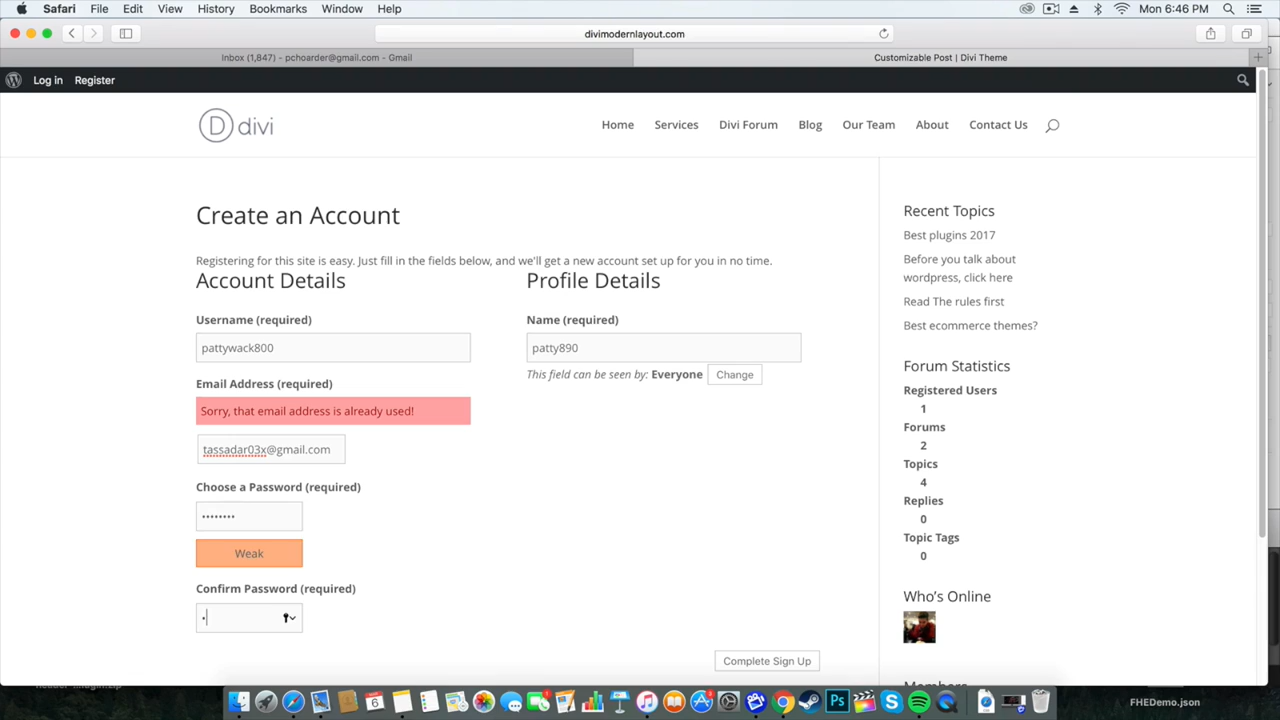 Safari File Edit View History Bookmarks Window Help Mon 6:46 PM
divimodernlayout.com
Inbox (1,847) - pchoarder@gmail.com - Gmail Customizable Post | Divi Theme
Log in Register
D divi Home Services Divi Forum Blog Our Team About Contact Us
Create an Account
Registering for this site is easy. Just fill in the fields below, and we'll get a new account set up for you in no time.
Account Details
Username (required)
pattywack800
Email Address (required)
Sorry, that email address is already used!
tassadar03x@gmail.com
Choose a Password (required)
••••••••
Weak
Confirm Password (required)
•
Profile Details
Name (required)
patty890
This field can be seen by: Everyone Change
Complete Sign Up
Recent Topics
Best plugins 2017
Before you talk about
wordpress, click here
Read The rules first
Best ecommerce themes?
Forum Statistics
Registered Users
1
Forums
2
Topics
4
Replies
0
Topic Tags
0
Who's Online
6
Ps
FHEDemo.json